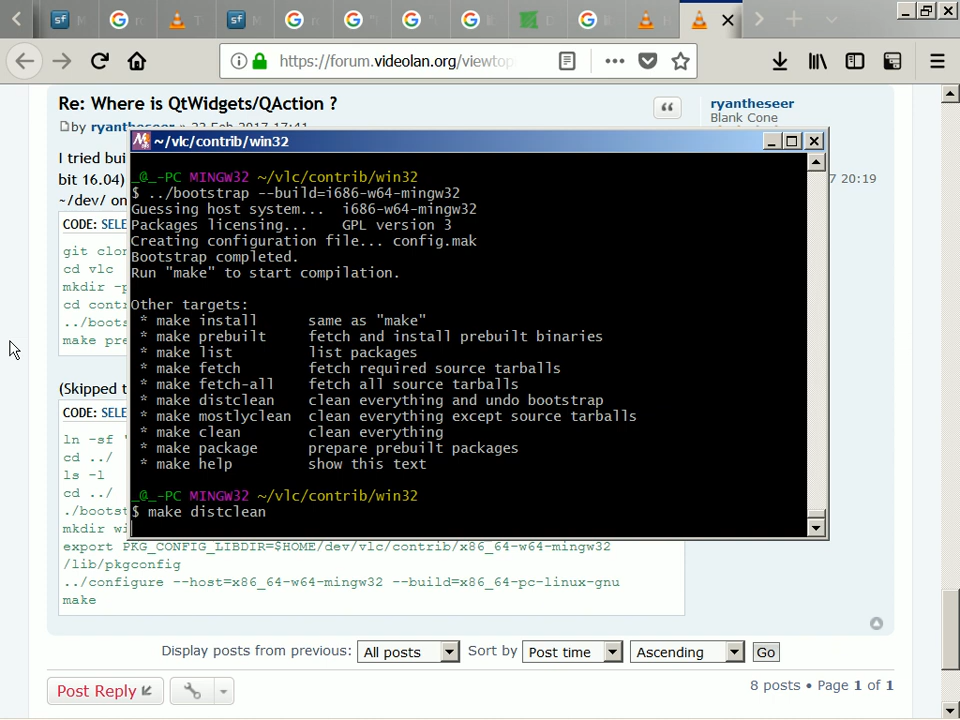 https://forum.videolan.org/viewtop
Re: Where is QtWidgets/QAction ?
by ryantheseer » 23 Feb 2017 17:41
ryantheseer
Blank Cone
7 20:19
I tried bui
bit 16.04)
~/dev/ on
CODE: SELE
git clon
cd vlc
mkdir -p
cd contr
../boots
make pre
(Skipped t
CODE: SELE
ln -sf '
cd ../
ls -l
cd ../
./bootst
mkdir wi
export PKG_CONFIG_LIBDIR=$HOME/dev/vlc/contrib/x86_64-w64-mingw32
/lib/pkgconfig
../configure --host=x86_64-w64-mingw32 --build=x86_64-pc-linux-gnu
make
~/vlc/contrib/win32
_@_-PC MINGW32 ~/vlc/contrib/win32
$ ../bootstrap --build=i686-w64-mingw32
Guessing host system... i686-w64-mingw32
Packages licensing... GPL version 3
Creating configuration file... config.mak
Bootstrap completed.
Run "make" to start compilation.
Other targets:
* make install same as "make"
* make prebuilt fetch and install prebuilt binaries
* make list list packages
* make fetch fetch required source tarballs
* make fetch-all fetch all source tarballs
* make distclean clean everything and undo bootstrap
* make mostlyclean clean everything except source tarballs
* make clean clean everything
* make package prepare prebuilt packages
* make help show this text
_@_-PC MINGW32 ~/vlc/contrib/win32
$ make distclean
Display posts from previous: All posts Sort by Post time Ascending Go
Post Reply
8 posts • Page 1 of 1